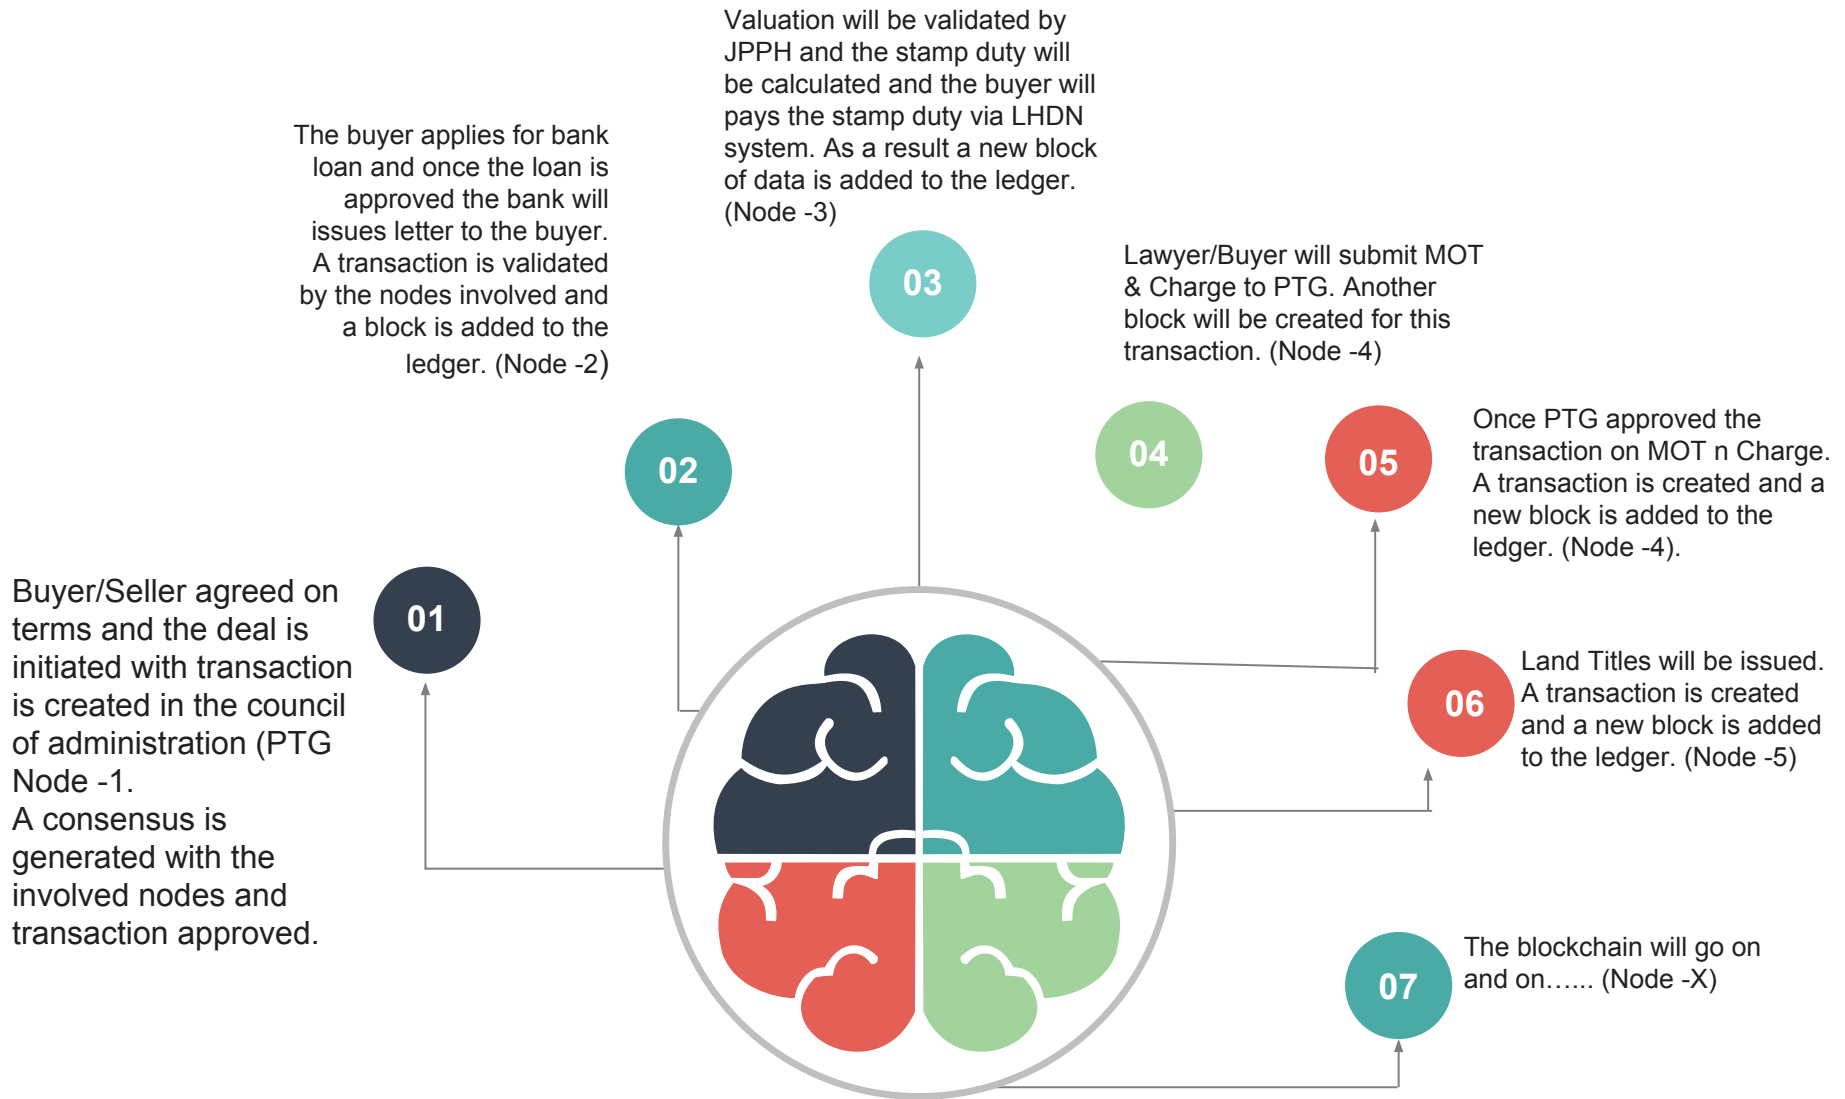 Buyer/Seller agreed on
terms and the deal is
initiated with transaction
is created in the council
of administration (PTG
Node -1.
A consensus is
generated with the
involved nodes and
transaction approved.
01
The buyer applies for bank
loan and once the loan is
approved the bank will
issues letter to the buyer.
A transaction is validated
by the nodes involved and
a block is added to the
ledger. (Node -2)
02
Valuation will be validated by
JPPH and the stamp duty will
be calculated and the buyer will
pays the stamp duty via LHDN
system. As a result a new block
of data is added to the ledger.
(Node -3)
03
Lawyer/Buyer will submit MOT
& Charge to PTG. Another
block will be created for this
transaction. (Node -4)
04
05
Once PTG approved the
transaction on MOT n Charge.
A transaction is created and a
new block is added to the
ledger. (Node -4).
06
Land Titles will be issued.
A transaction is created
and a new block is added
to the ledger. (Node -5)
07
The blockchain will go on
and on…... (Node -X)